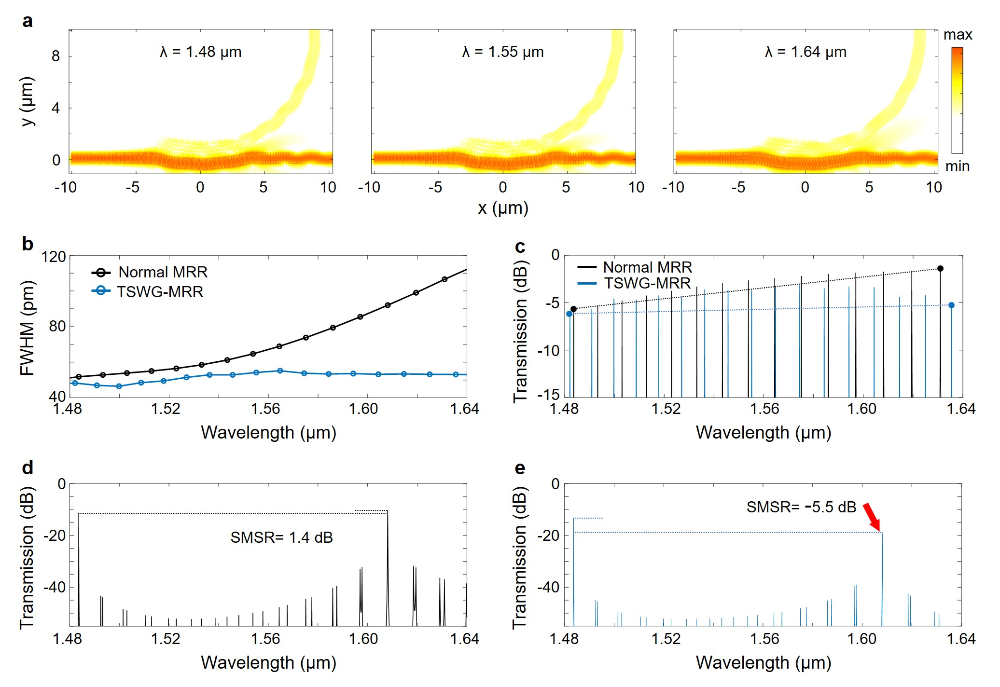 a
λ = 1.48 μm
λ = 1.55 μm
λ = 1.64 μm
max
min
y (μm)
8
4
0
-10 -5 0 5 10
-10 -5 0 5 10
-10 -5 0 5 10
x (μm)
b
FWHM (pm)
120
80
40
Normal MRR
TSWG-MRR
1.48 1.52 1.56 1.60 1.64
Wavelength (μm)
c
Transmission (dB)
0
-5
-10
-15
Normal MRR
TSWG-MRR
1.48 1.52 1.56 1.60 1.64
Wavelength (μm)
d
Transmission (dB)
0
-20
-40
SMSR= 1.4 dB
1.48 1.52 1.56 1.60 1.64
Wavelength (μm)
e
Transmission (dB)
0
-20
-40
SMSR= −5.5 dB
1.48 1.52 1.56 1.60 1.64
Wavelength (μm)